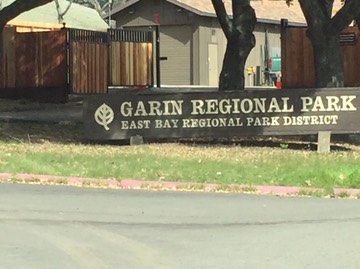 GARIN REGIONAL PARK
EAST BAY REGIONAL PARK DISTRICT